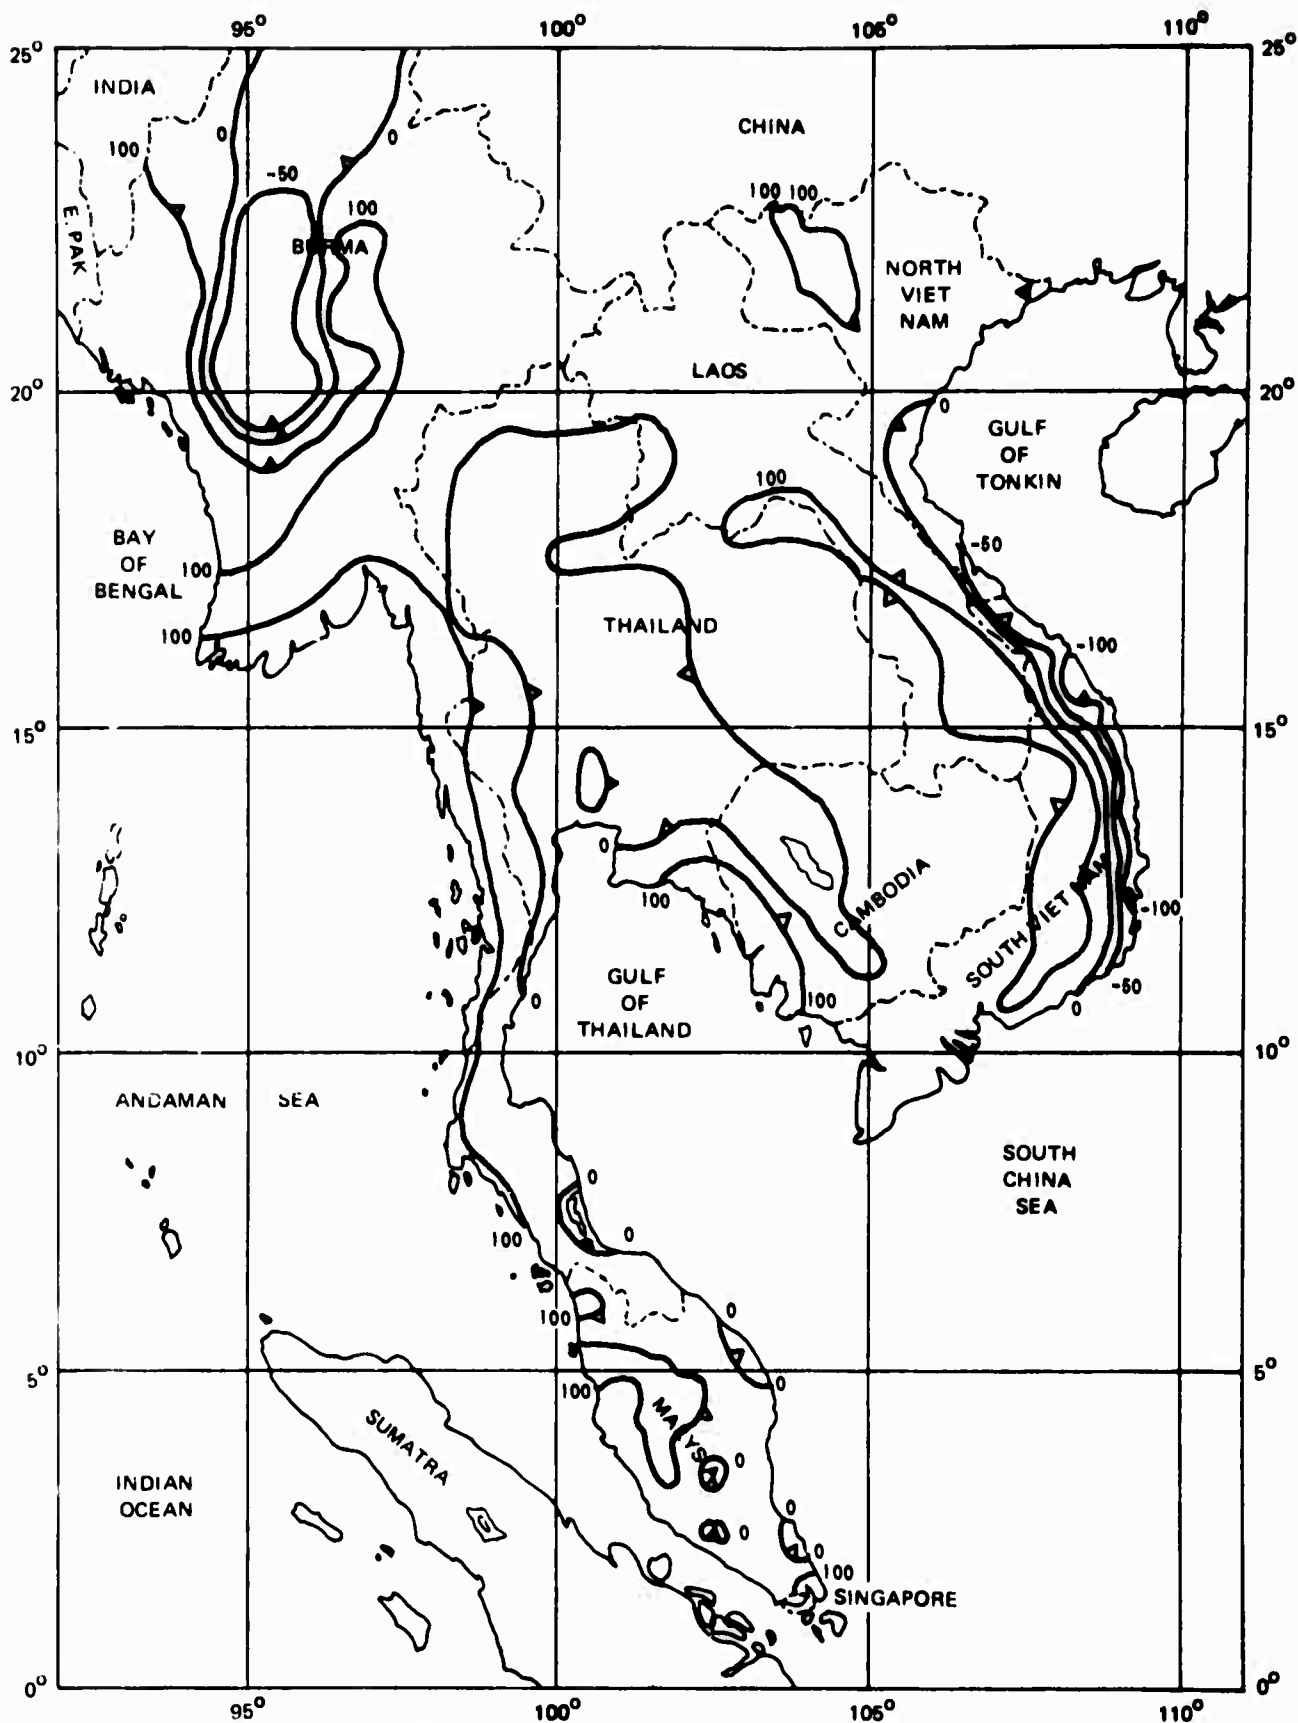 95° 100° 105° 110°
25° 25°
INDIA
CHINA
0 0
100
-50
100 100
100
E. PAK
BURMA
NORTH
VIET
NAM
LAOS
20° 20°
0
GULF
OF
TONKIN
100
BAY
OF
BENGAL
-50
100
THAILAND
100
-100
15° 15°
0
CAMBODIA
SOUTH VIET NAM
100
-100
GULF
OF
THAILAND
0
100
-50
0
10° 10°
ANDAMAN SEA
SOUTH
CHINA
SEA
0
0
100
0
100
5° 5°
100
0
MALAYSIA
SUMATRA
0
INDIAN
OCEAN
0
0
0
100
SINGAPORE
0° 0°
95° 100° 105° 110°